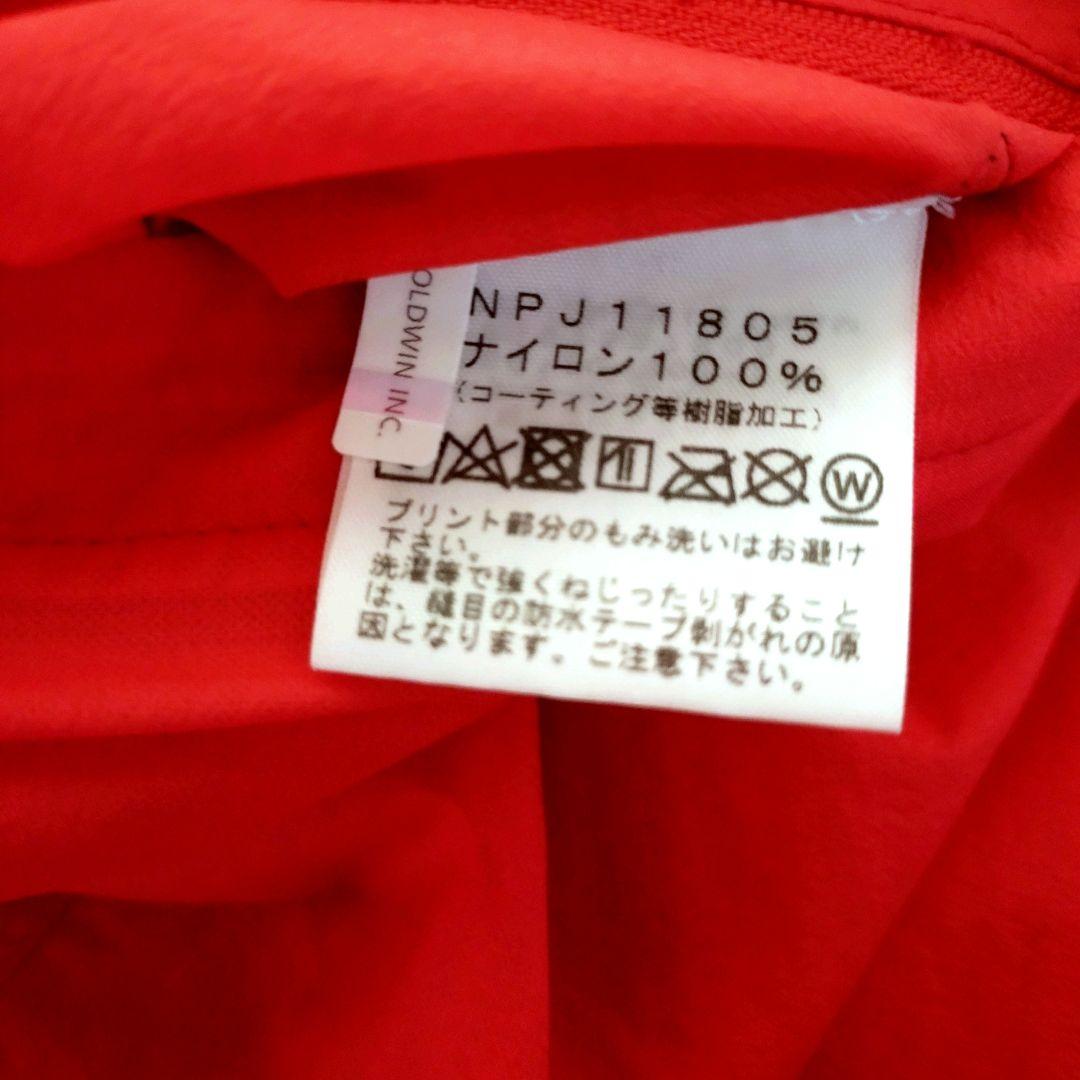 OLDWIN INC.
NPJ11805
ナイロン100%
(コーティング等樹脂加工)
W
プリント部分のもみ洗いはお避け
下さい。
洗濯等で強くねじったりすること
は、縫目の防水テープ剥がれの原
因となります。ご注意下さい。